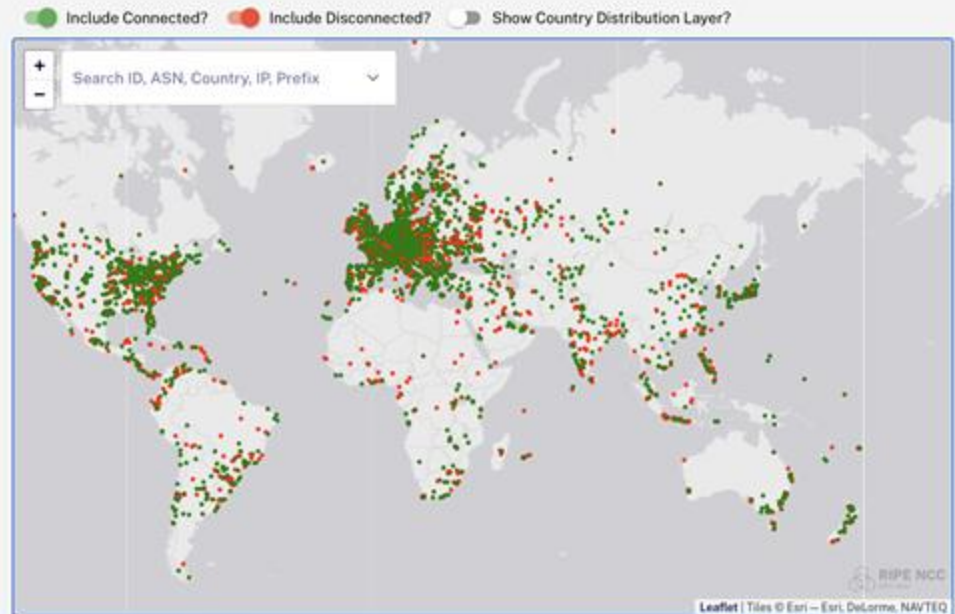 Include Connected? Include Disconnected? Show Country Distribution Layer?
+
Search ID, ASN, Country, IP, Prefix
−
RIPE NCC
Leaflet | Tiles © Esri — Esri, DeLorme, NAVTEQ